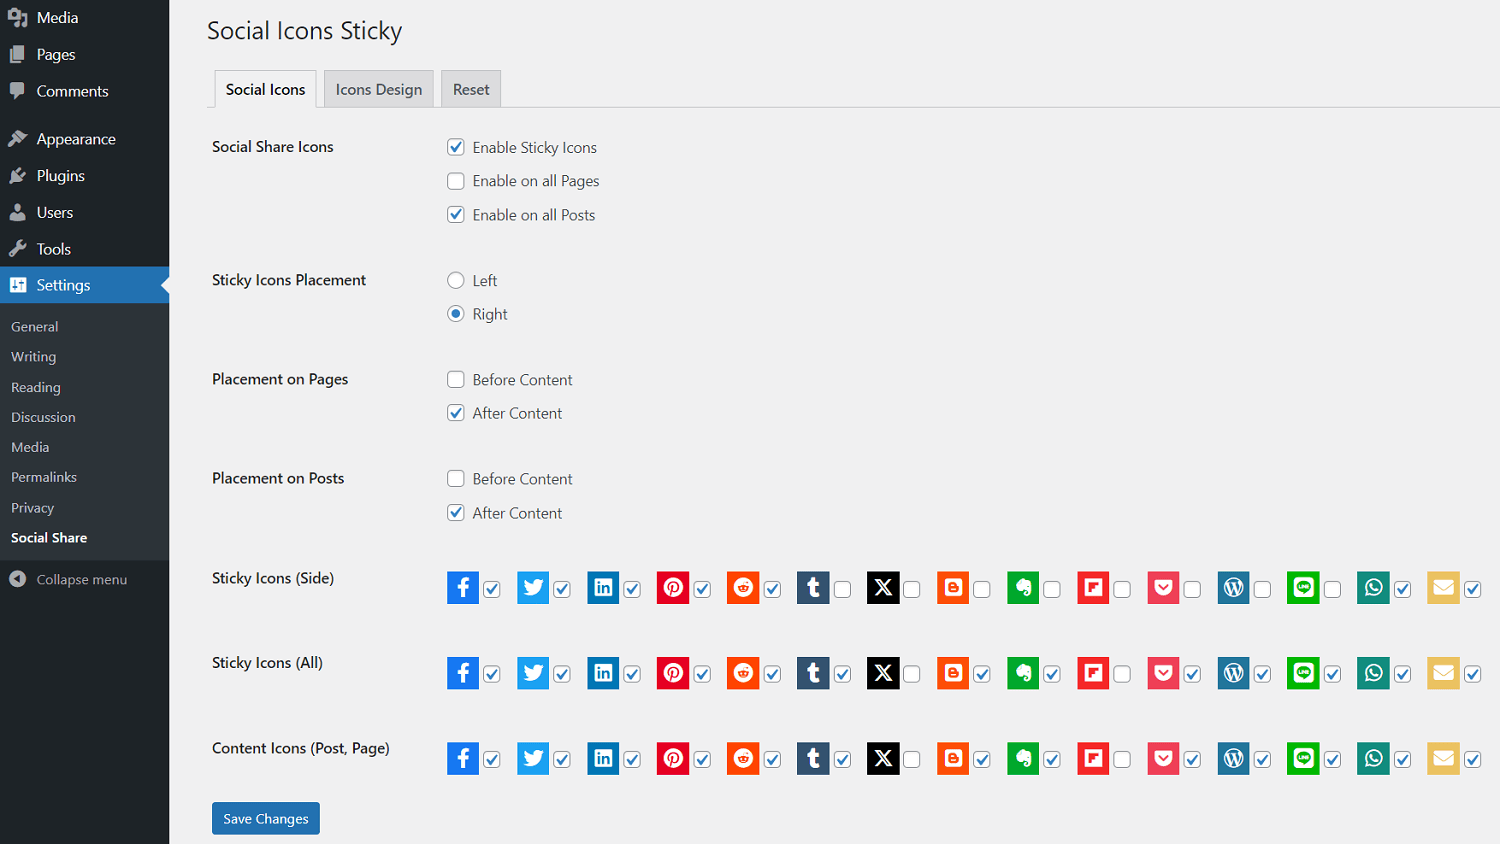 Media
Pages
Comments
Appearance
Plugins
Users
Tools
Settings
General
Writing
Reading
Discussion
Media
Permalinks
Privacy
Social Share
Collapse menu
Social Icons Sticky
Social Icons Icons Design Reset
Social Share Icons
Enable Sticky Icons
Enable on all Pages
Enable on all Posts
Sticky Icons Placement
Left
Right
Placement on Pages
Before Content
After Content
Placement on Posts
Before Content
After Content
Sticky Icons (Side)
Sticky Icons (All)
Content Icons (Post, Page)
Save Changes